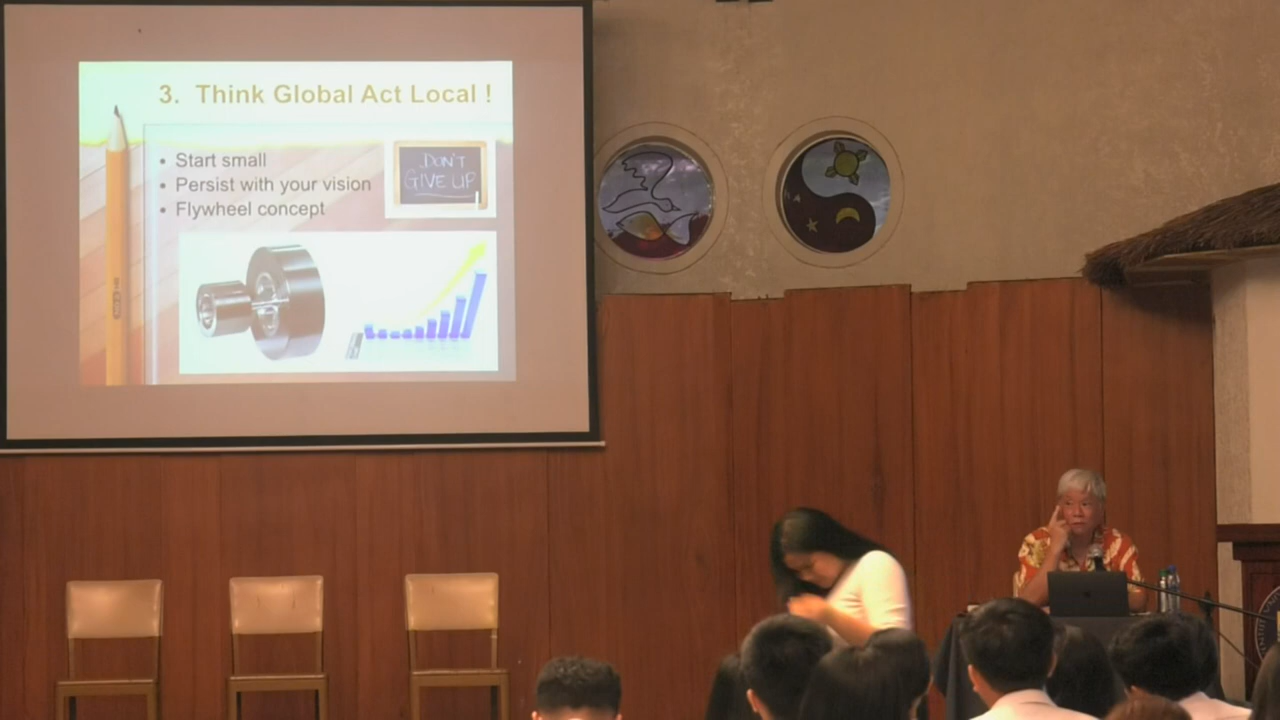 3. Think Global Act Local !
• Start small
• Persist with your vision
• Flywheel concept
DON'T
GIVE UP